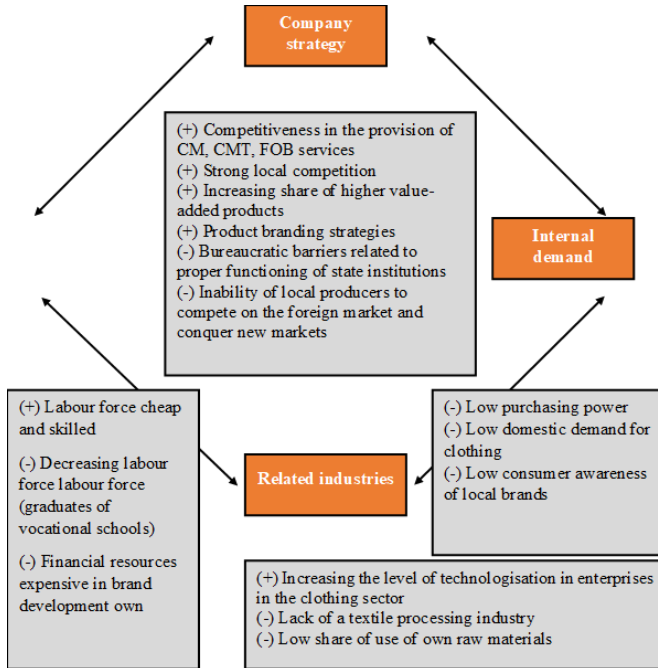 Company
strategy
(+) Competitiveness in the provision of
CM, CMT, FOB services
(+) Strong local competition
(+) Increasing share of higher value-
added products
(+) Product branding strategies
(-) Bureaucratic barriers related to
proper functioning of state institutions
(-) Inability of local producers to
compete on the foreign market and
conquer new markets
Internal
demand
(+) Labour force cheap
and skilled
(-) Decreasing labour
force labour force
(graduates of
vocational schools)
(-) Financial resources
expensive in brand
development own
Related industries
(-) Low purchasing power
(-) Low domestic demand for
clothing
(-) Low consumer awareness
of local brands
(+) Increasing the level of technologisation in enterprises
in the clothing sector
(-) Lack of a textile processing industry
(-) Low share of use of own raw materials